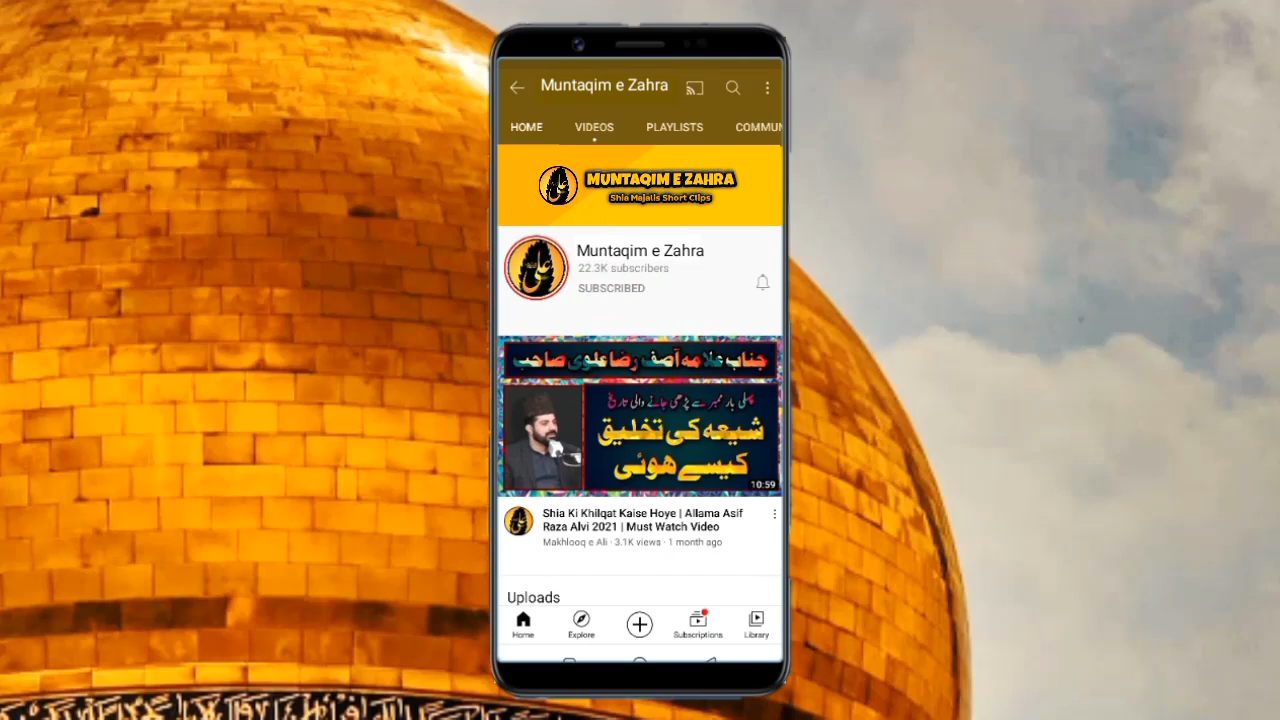 Muntaqim e Zahra
HOME VIDEOS PLAYLISTS COMMUN
MUNTAQIM E ZAHRA
Shia Majalis Short Clips
Muntaqim e Zahra
22.3K subscribers
SUBSCRIBED
جناب علامہ آصف رضا علوی صاحب
پہلی بار ممبر سے پڑھی جانے والی تاریخ
شیعہ کی تخلیق
کیسے ھوئی
10:59
Shia Ki Khilqat Kaise Hoye | Allama Asif
Raza Alvi 2021 | Must Watch Video
Makhlooq e Ali · 3.1K views · 1 month ago
Uploads
Home Explore Subscriptions Library